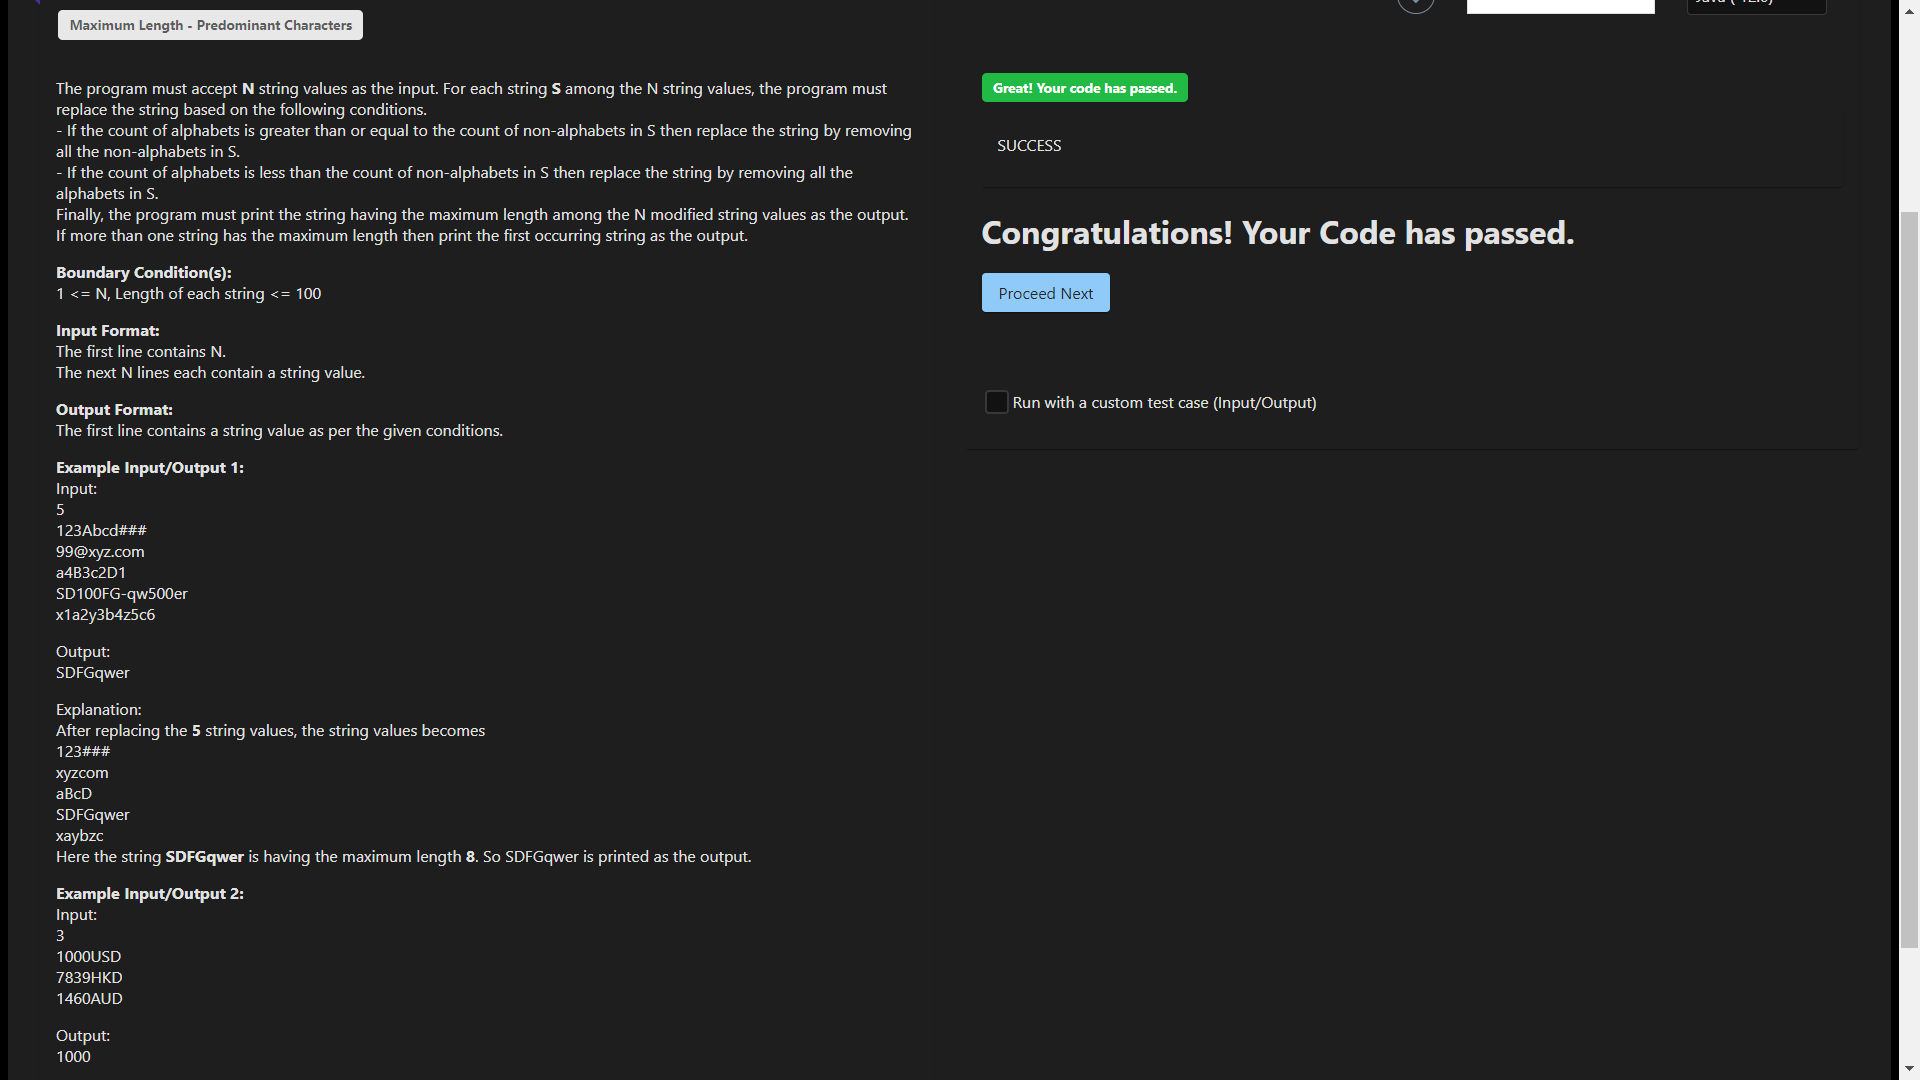 Maximum Length - Predominant Characters
The program must accept N string values as the input. For each string S among the N string values, the program must
replace the string based on the following conditions.
- If the count of alphabets is greater than or equal to the count of non-alphabets in S then replace the string by removing
all the non-alphabets in S.
- If the count of alphabets is less than the count of non-alphabets in S then replace the string by removing all the
alphabets in S.
Finally, the program must print the string having the maximum length among the N modified string values as the output.
If more than one string has the maximum length then print the first occurring string as the output.
Boundary Condition(s):
1 <= N, Length of each string <= 100
Input Format:
The first line contains N.
The next N lines each contain a string value.
Output Format:
The first line contains a string value as per the given conditions.
Example Input/Output 1:
Input:
5
123Abcd###
99@xyz.com
a4B3c2D1
SD100FG-qw500er
x1a2y3b4z5c6
Output:
SDFGqwer
Explanation:
After replacing the 5 string values, the string values becomes
123###
xyzcom
aBcD
SDFGqwer
xaybzc
Here the string SDFGqwer is having the maximum length 8. So SDFGqwer is printed as the output.
Example Input/Output 2:
Input:
3
1000USD
7839HKD
1460AUD
Output:
1000
Great! Your code has passed.
SUCCESS
Congratulations! Your Code has passed.
Proceed Next
Run with a custom test case (Input/Output)